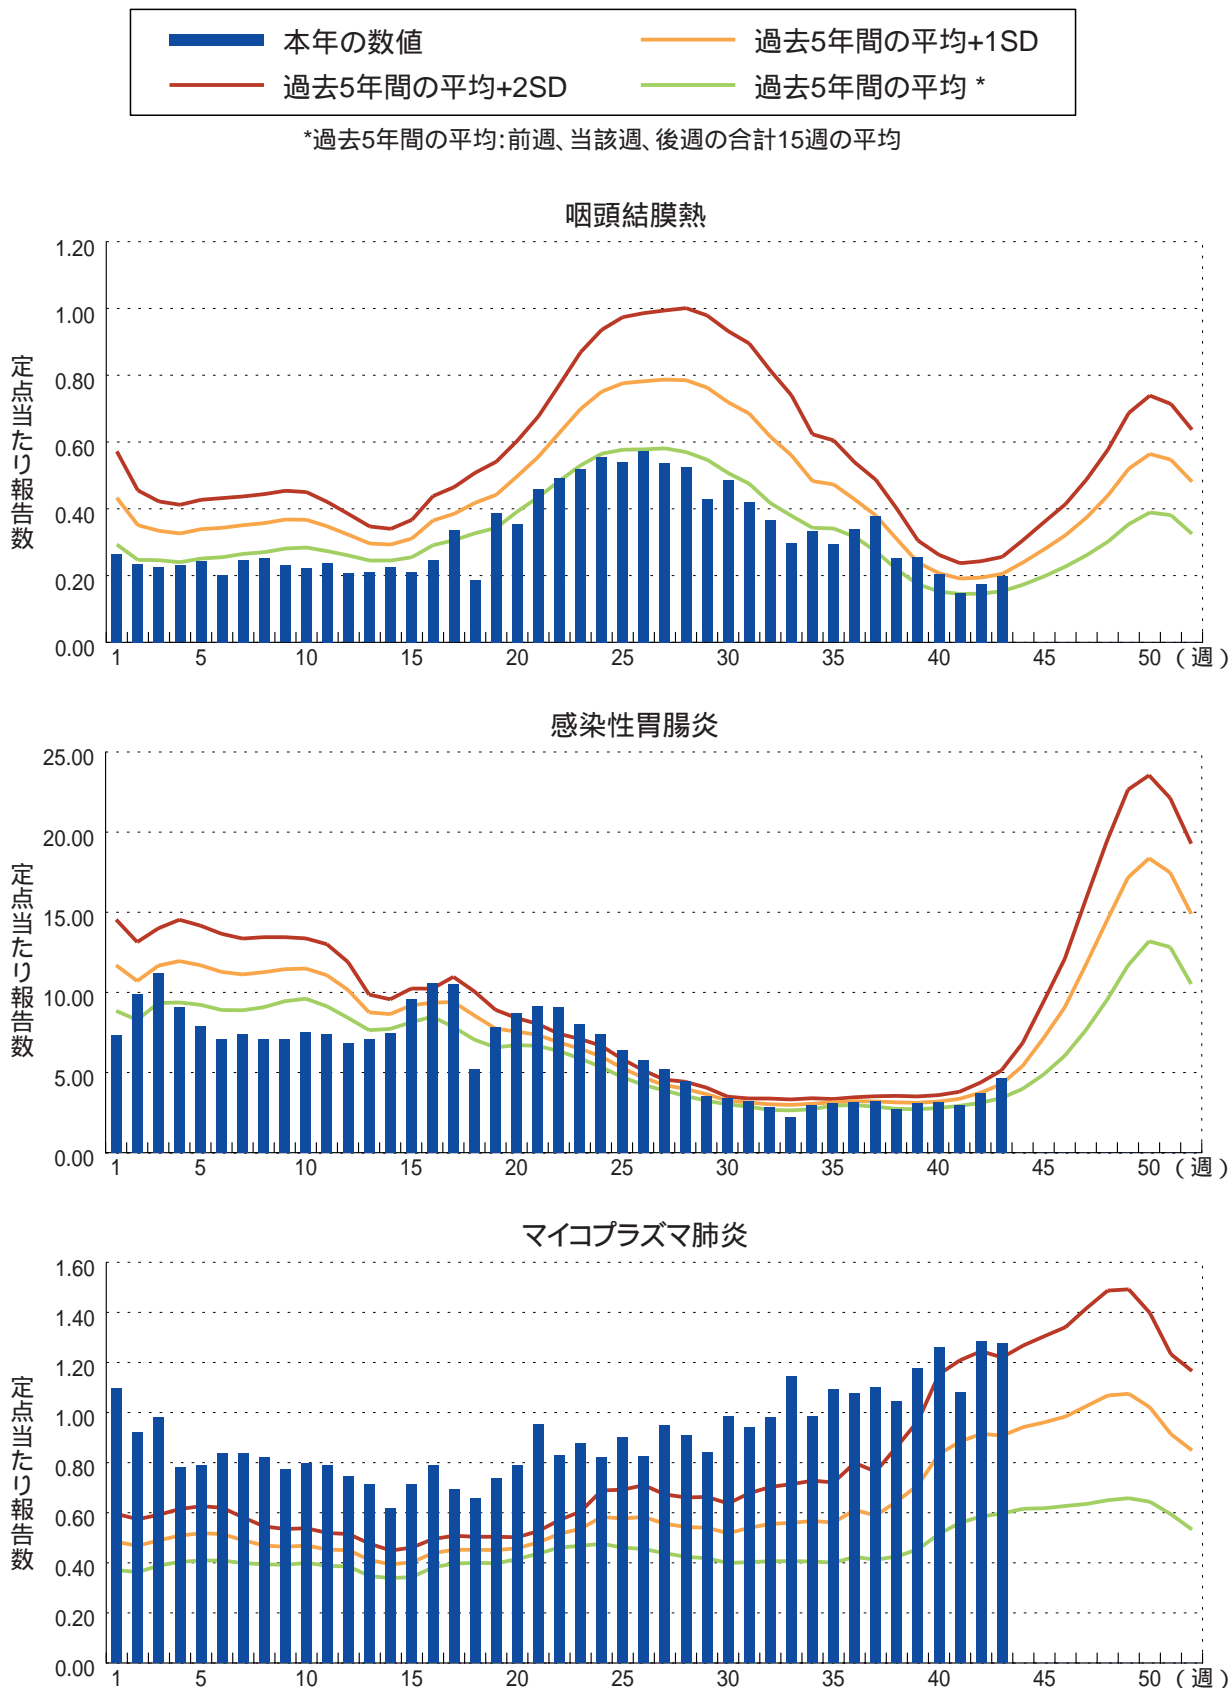 本年の数値 過去5年間の平均+1SD
過去5年間の平均+2SD 過去5年間の平均 *
*過去5年間の平均：前週、当該週、後週の合計15週の平均
咽頭結膜熱
定点当たり報告数
1.20
1.00
0.80
0.60
0.40
0.20
0.00
1 5 10 15 20 25 30 35 40 45 50 （週）
感染性胃腸炎
定点当たり報告数
25.00
20.00
15.00
10.00
5.00
0.00
1 5 10 15 20 25 30 35 40 45 50 （週）
マイコプラズマ肺炎
定点当たり報告数
1.60
1.40
1.20
1.00
0.80
0.60
0.40
0.20
0.00
1 5 10 15 20 25 30 35 40 45 50 （週）